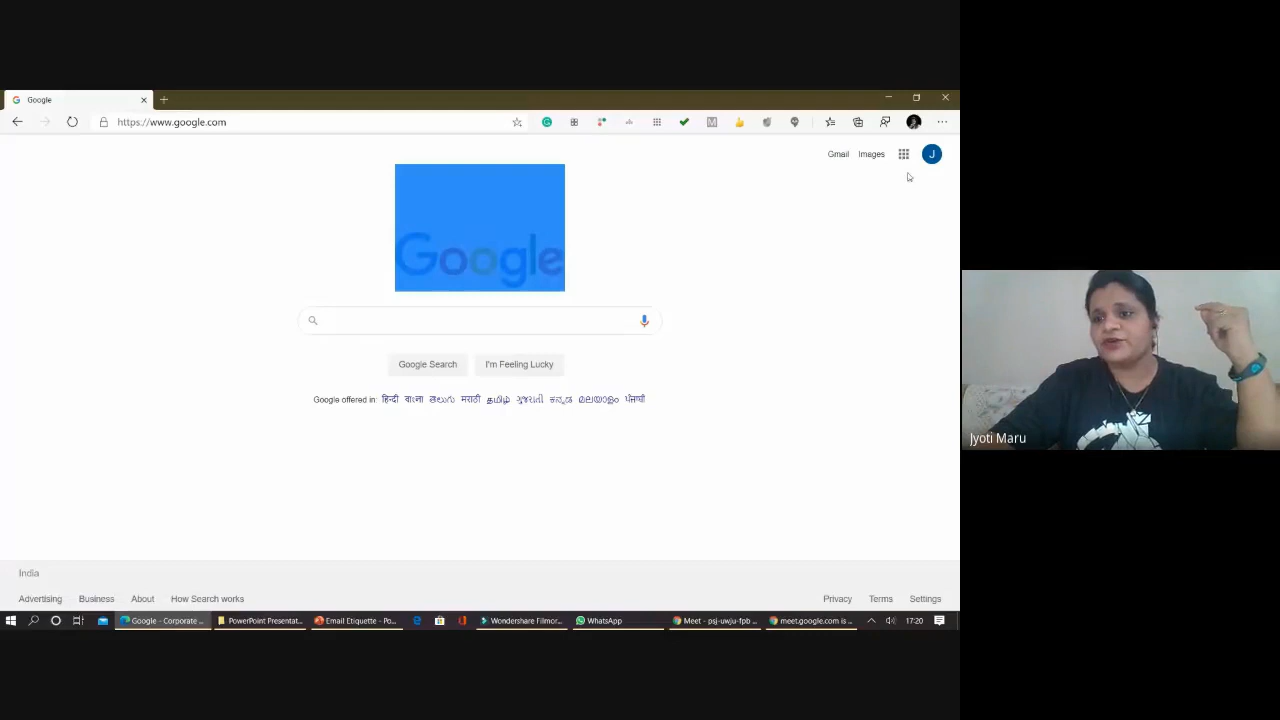 Google
https://www.google.com
Gmail Images J
Google
Google Search I'm Feeling Lucky
Google offered in: हिन्दी বাংলা తెలుగు मराठी தமிழ் ગુજરાતી ಕನ್ನಡ മലയാളം ਪੰਜਾਬੀ
Jyoti Maru
India
Advertising Business About How Search works
Privacy Terms Settings
Google - Corporate ... PowerPoint Presentat... Email Etiquette - Po... Wondershare Filmor... WhatsApp Meet - psj-uwju-fpb ... meet.google.com is ... 17:20